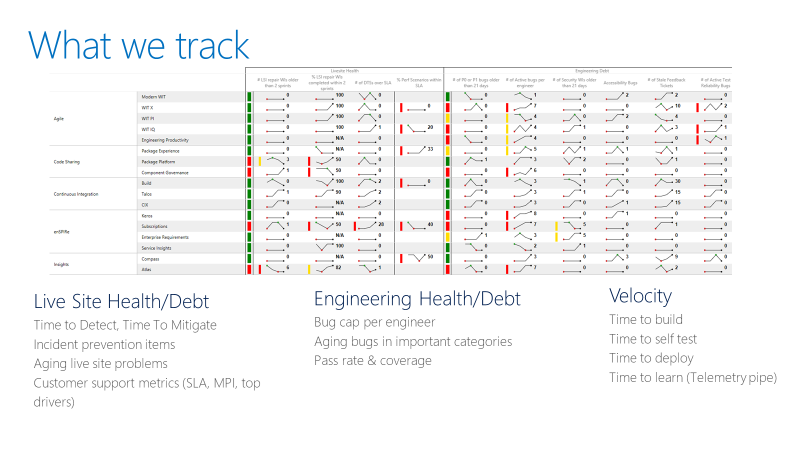 What we track
Livesite Health Engineering Debt
# LSI repair WIs older than 2 sprints % LSI repair WIs completed within 2 sprints # of DTSs over SLA % Perf Scenarios within SLA # of P0 or P1 bugs older than 21 days # of Active bugs per engineer # of Security WIs older than 21 days Accessibility Bugs # of Stale Feedback Tickets # of Active Test Reliability Bugs
Agile
Modern WIT 0 100 0 0 1 0 2 2 0
WIT X 0 100 0 0 0 7 0 0 10 2
WIT PI 0 100 0 0 4 0 2 4 0
WIT IQ 0 100 1 20 0 4 0 0 3 1
Engineering Productivity 0 N/A 0 0 4 0 0 0 1
Code Sharing
Package Experience 0 N/A 0 33 0 5 1 1 1 0
Package Platform 3 50 0 1 3 2 0 0 0
Component Governance 1 50 0 0 6 0 0 0 0
Continuous Integration
Build 0 100 2 0 0 3 1 0 30 0
Talos 0 90 2 0 3 0 0 15 0
CIX 0 N/A 2 0 3 0 1 15 0
Keros 0 N/A 0 0 0 0 1 0 0
Subscriptions 1 50 20 40 0 7 5 0 1 0
Enterprise Requirements 0 N/A 0 1 3 5 0 0 0
Service Insights 0 100 0 0 2 1 0 0 0
Insights
Compass 0 N/A 0 50 0 3 0 3 9 0
Atlas 6 82 1 0 7 0 0 2 0
Live Site Health/Debt
Time to Detect, Time To Mitigate
Incident prevention items
Aging live site problems
Customer support metrics (SLA, MPI, top
drivers)
Engineering Health/Debt
Bug cap per engineer
Aging bugs in important categories
Pass rate & coverage
Velocity
Time to build
Time to self test
Time to deploy
Time to learn (Telemetry pipe)